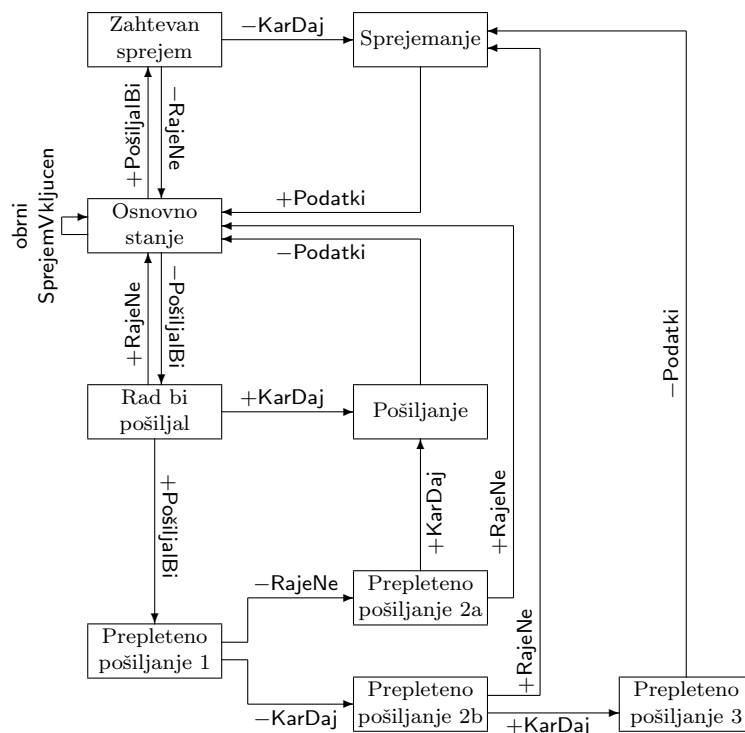 Zahtevan
sprejem
−KarDaj
Sprejemanje
+PošiljalBi
−RajeNe
+Podatki
Osnovno
stanje
obrni
SprejemVkljucen
−Podatki
+RajeNe
−PošiljalBi
−Podatki
Rad bi
pošiljal
+KarDaj
Pošiljanje
+PošiljalBi
+KarDaj
+RajeNe
−RajeNe
Prepleteno
pošiljanje 2a
Prepleteno
pošiljanje 1
+RajeNe
−KarDaj
Prepleteno
pošiljanje 2b
+KarDaj
Prepleteno
pošiljanje 3